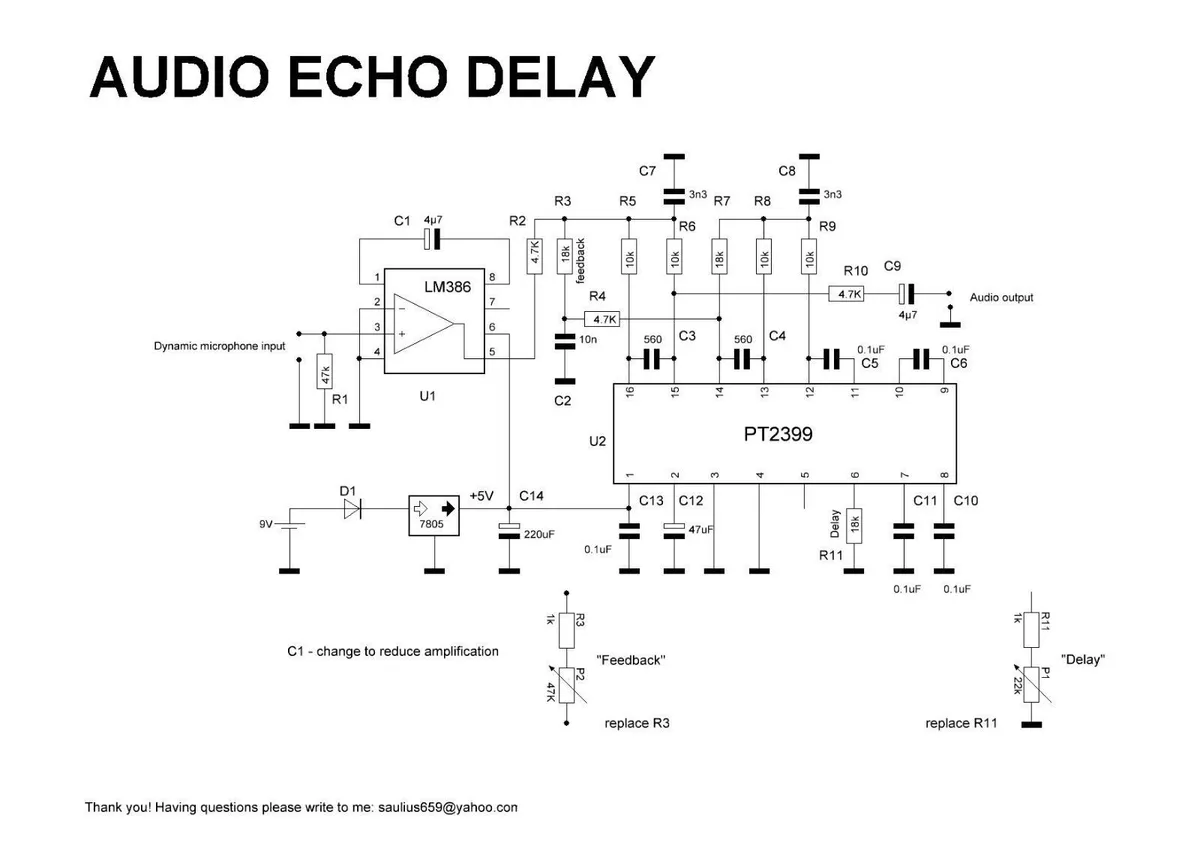 AUDIO ECHO DELAY
C7
3n3
C8
3n3
C1
4µ7
R2
4.7K
R3
18k
feedback
R5
10k
R6
10k
R7
18k
R8
10k
R9
10k
R10
4.7K
C9
4µ7
Audio output
1
8
LM386
2
7
3
6
4
5
−
+
U1
Dynamic microphone input
47k
R1
R4
4.7K
10n
C2
560
C3
560
C4
0.1uF
C5
0.1uF
C6
16
15
14
13
12
11
10
9
U2
PT2399
1
2
3
4
5
6
7
8
D1
9V
7805
+5V
C14
220uF
C13
0.1uF
C12
47uF
Delay
18k
R11
C11
C10
0.1uF
0.1uF
C1 - change to reduce amplification
R3
1k
P2
47K
"Feedback"
replace R3
R11
1k
P1
22k
"Delay"
replace R11
Thank you! Having questions please write to me: saulius659@yahoo.com